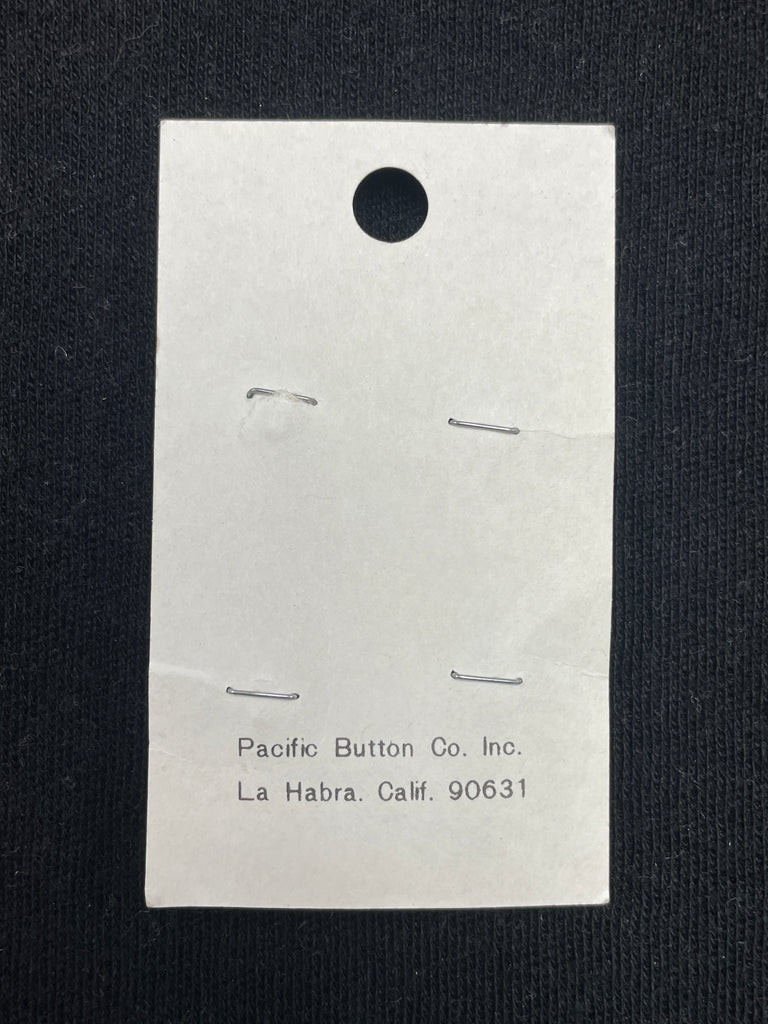 Pacific Button Co. Inc.
La Habra. Calif. 90631